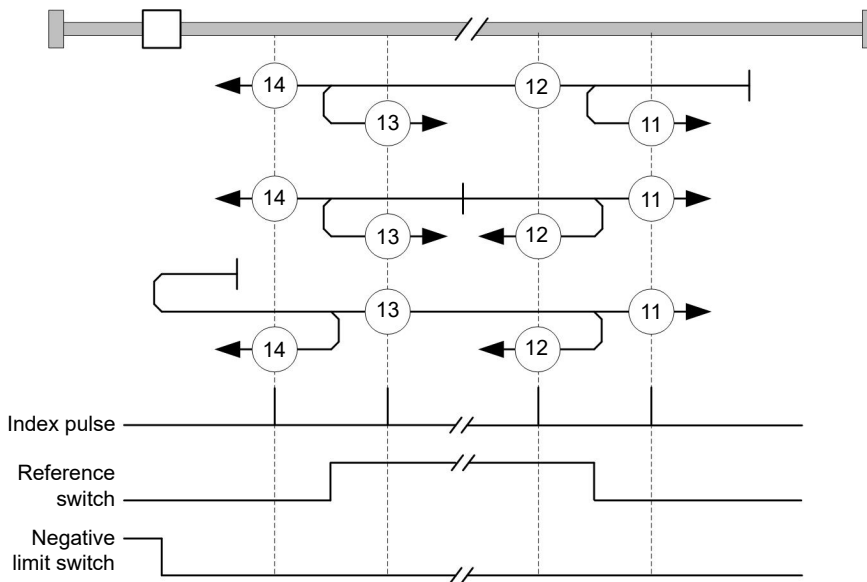 14
12
13
11
14
11
13
12
13
11
14
12
Index pulse
Reference
switch
Negative
limit switch